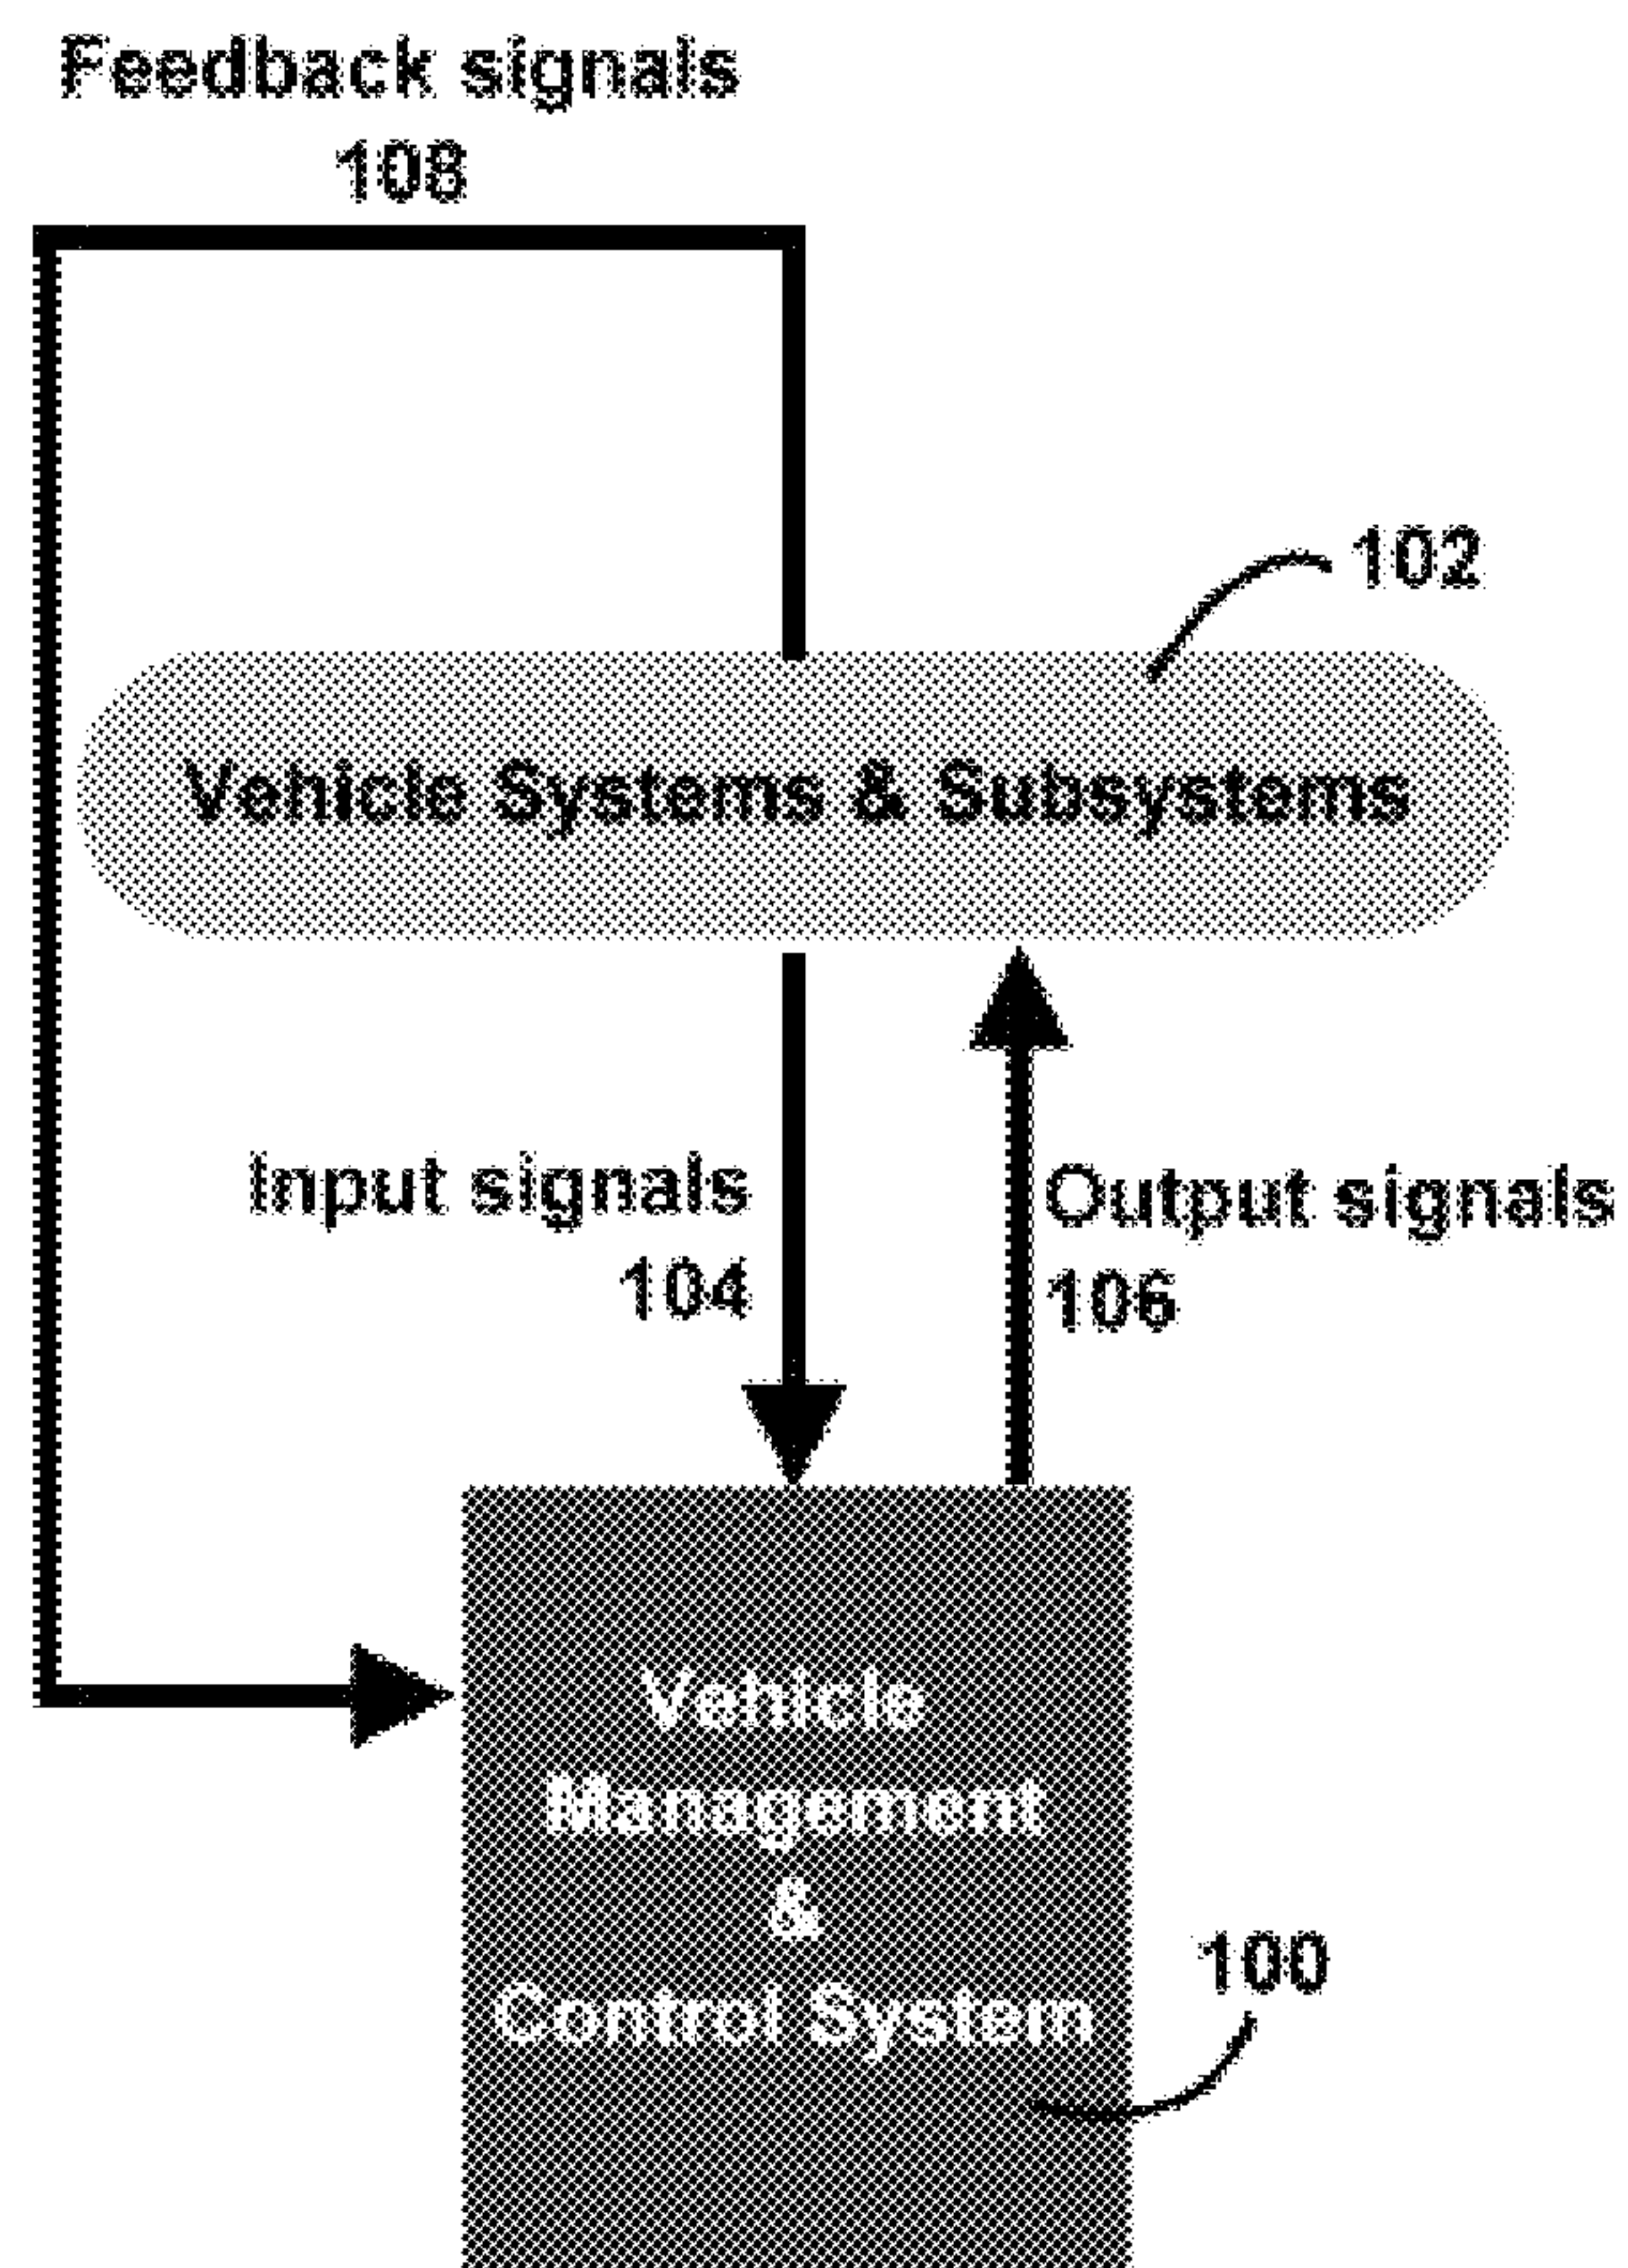 Feedback signals
108
102
Vehicle Systems & Subsystems
Input signals
104
Output signals
106
Vehicle
Management
&
Control System
100